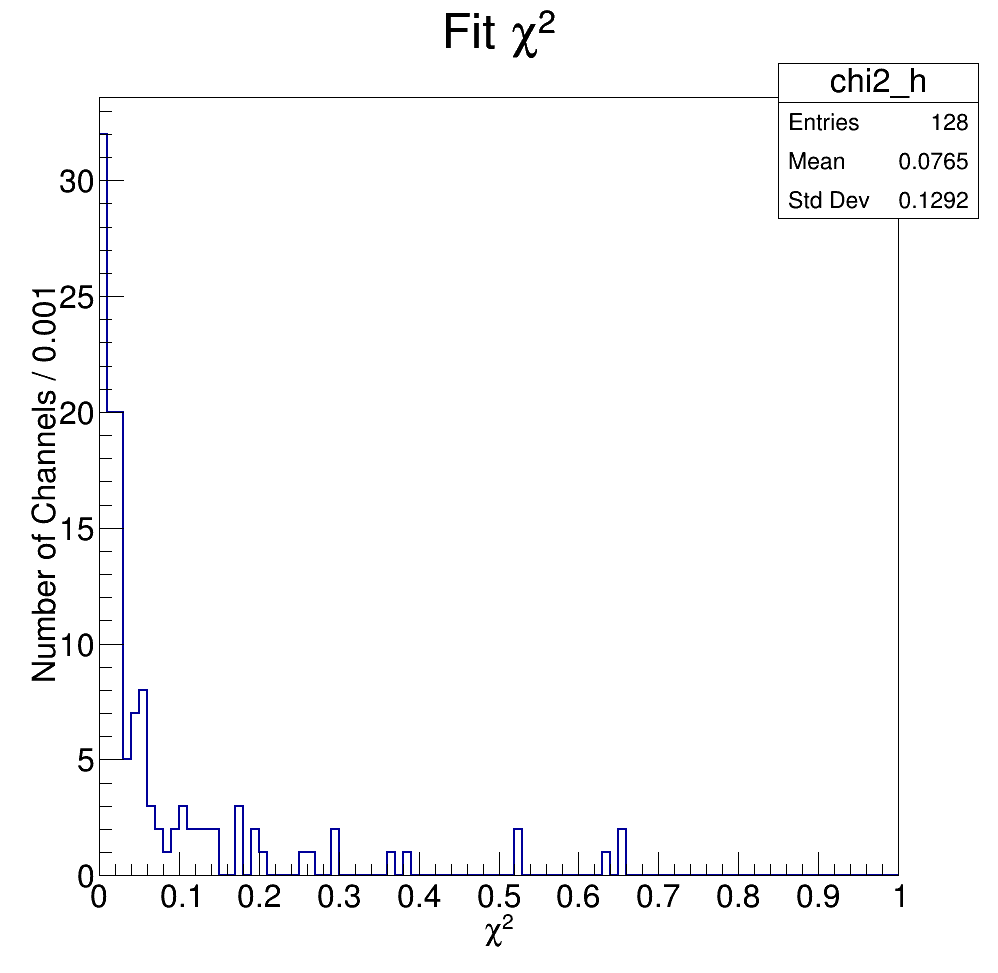 Fit χ²
chi2_h
Entries 128
Mean 0.0765
Std Dev 0.1292
Number of Channels / 0.001
30
25
20
15
10
5
0
0 0.1 0.2 0.3 0.4 0.5 0.6 0.7 0.8 0.9 1
χ²